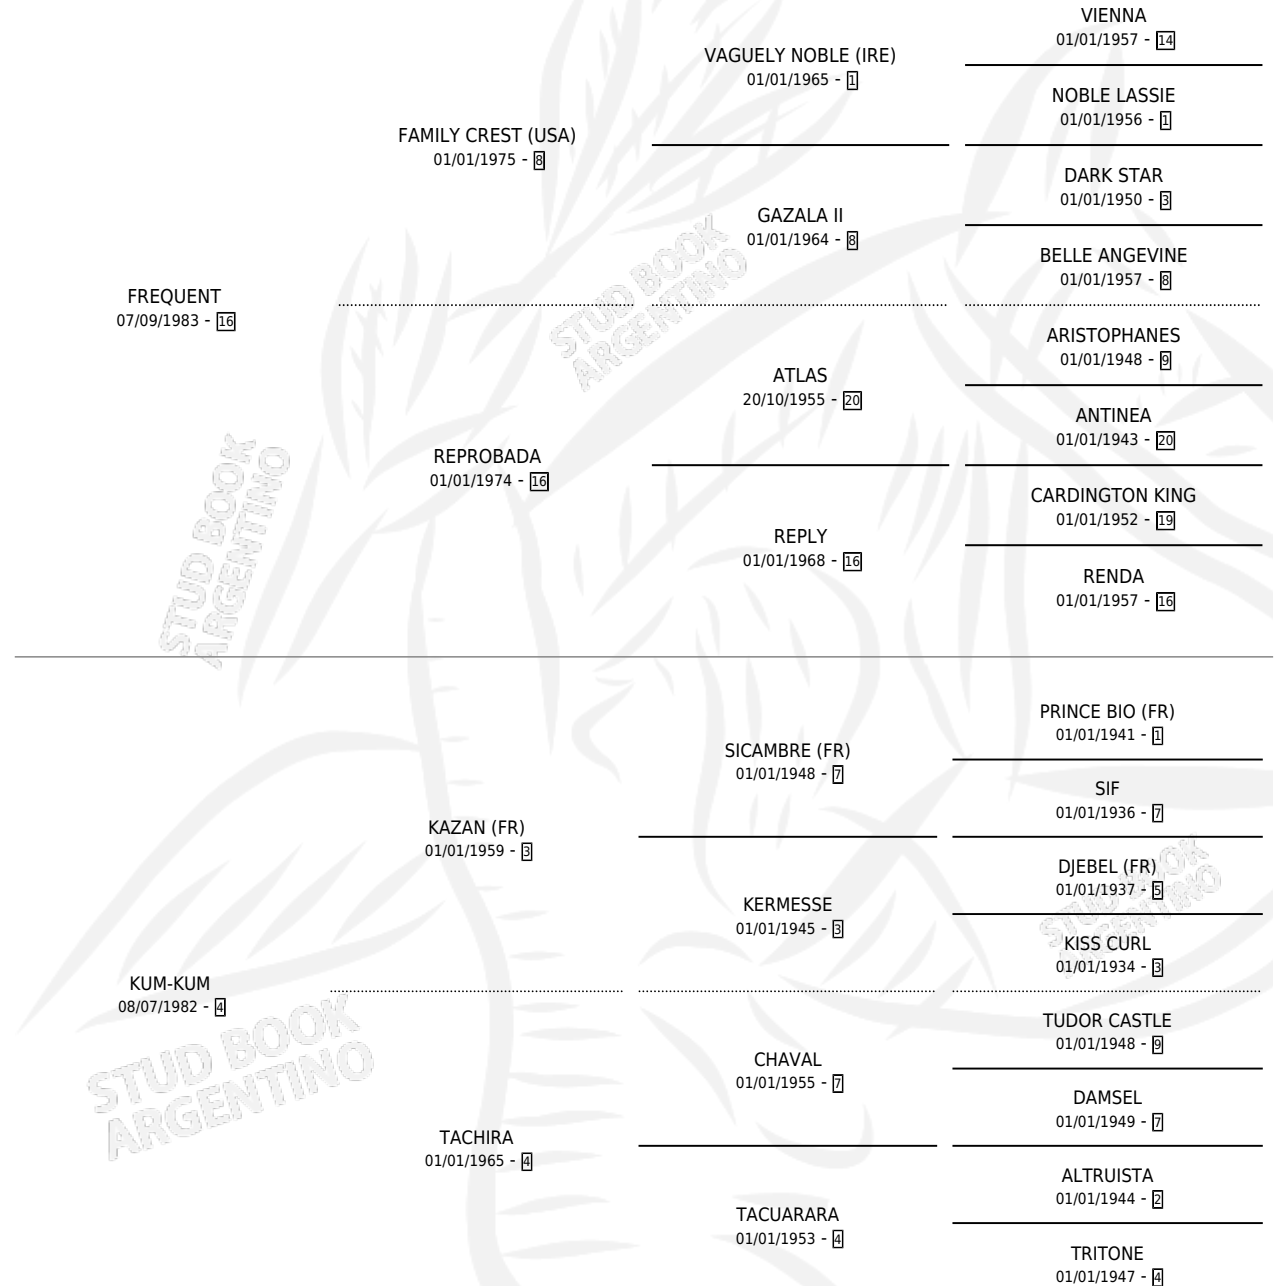 VIENNA
01/01/1957 - 14
VAGUELY NOBLE (IRE)
01/01/1965 - 1
NOBLE LASSIE
01/01/1956 - 1
FAMILY CREST (USA)
01/01/1975 - 8
DARK STAR
01/01/1950 - 3
GAZALA II
01/01/1964 - 8
BELLE ANGEVINE
01/01/1957 - 8
FREQUENT
07/09/1983 - 16
ARISTOPHANES
01/01/1948 - 9
ATLAS
20/10/1955 - 20
ANTINEA
01/01/1943 - 20
REPROBADA
01/01/1974 - 16
CARDINGTON KING
01/01/1952 - 19
REPLY
01/01/1968 - 16
RENDA
01/01/1957 - 16
PRINCE BIO (FR)
01/01/1941 - 1
SICAMBRE (FR)
01/01/1948 - 7
SIF
01/01/1936 - 7
KAZAN (FR)
01/01/1959 - 3
DJEBEL (FR)
01/01/1937 - 5
KERMESSE
01/01/1945 - 3
KISS CURL
01/01/1934 - 3
KUM-KUM
08/07/1982 - 4
TUDOR CASTLE
01/01/1948 - 9
CHAVAL
01/01/1955 - 7
DAMSEL
01/01/1949 - 7
TACHIRA
01/01/1965 - 4
ALTRUISTA
01/01/1944 - 2
TACUARARA
01/01/1953 - 4
TRITONE
01/01/1947 - 4
STUD BOOK
ARGENTINO
STUD BOOK
ARGENTINO
STUD BOOK
ARGENTINO
STUD BOOK
ARGENTINO